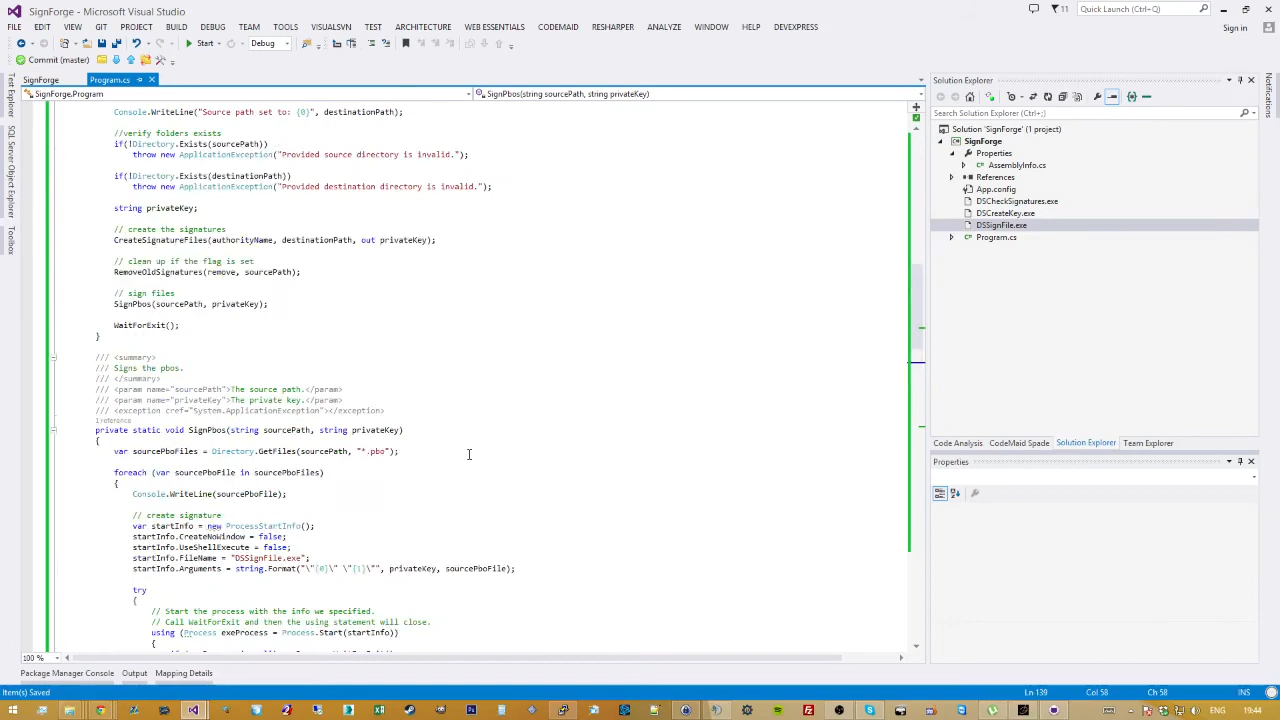 SignForge - Microsoft Visual Studio
11
Quick Launch (Ctrl+Q)
FILE EDIT VIEW GIT PROJECT BUILD DEBUG TEAM TOOLS VISUALSVN TEST ARCHITECTURE WEB ESSENTIALS CODEMAID RESHARPER ANALYZE WINDOW HELP DEVEXPRESS
Sign in
Start Debug
Commit (master)
Test Explorer
SQL Server Object Explorer
Toolbox
SignForge Program.cs
SignForge.Program
SignPbos(string sourcePath, string privateKey)
Console.WriteLine("Source path set to: {0}", destinationPath);
//verify folders exists
if(!Directory.Exists(sourcePath))
throw new ApplicationException("Provided source directory is invalid.");
if(!Directory.Exists(destinationPath))
throw new ApplicationException("Provided destination directory is invalid.");
string privateKey;
// create the signatures
CreateSignatureFiles(authorityName, destinationPath, out privateKey);
// clean up if the flag is set
RemoveOldSignatures(remove, sourcePath);
// sign files
SignPbos(sourcePath, privateKey);
WaitForExit();
}
/// <summary>
/// Signs the pbos.
/// </summary>
/// <param name="sourcePath">The source path.</param>
/// <param name="privateKey">The private key.</param>
/// <exception cref="System.ApplicationException"></exception>
1 reference
private static void SignPbos(string sourcePath, string privateKey)
{
var sourcePboFiles = Directory.GetFiles(sourcePath, "*.pbo");
foreach (var sourcePboFile in sourcePboFiles)
{
Console.WriteLine(sourcePboFile);
// create signature
var startInfo = new ProcessStartInfo();
startInfo.CreateNoWindow = false;
startInfo.UseShellExecute = false;
startInfo.FileName = "DSSignFile.exe";
startInfo.Arguments = string.Format("\"{0}\" \"{1}\"", privateKey, sourcePboFile);
try
{
// Start the process with the info we specified.
// Call WaitForExit and then the using statement will close.
using (Process exeProcess = Process.Start(startInfo))
{
100 %
Package Manager Console Output Mapping Details
Solution Explorer
Search Solution Explorer (Ctrl+;)
Solution 'SignForge' (1 project)
SignForge
Properties
AssemblyInfo.cs
References
App.config
DSCheckSignatures.exe
DSCreateKey.exe
DSSignFile.exe
Program.cs
Code Analysis CodeMaid Spade Solution Explorer Team Explorer
Properties
Notifications
Item(s) Saved Ln 139 Col 58 Ch 58 INS
ENG 19:44